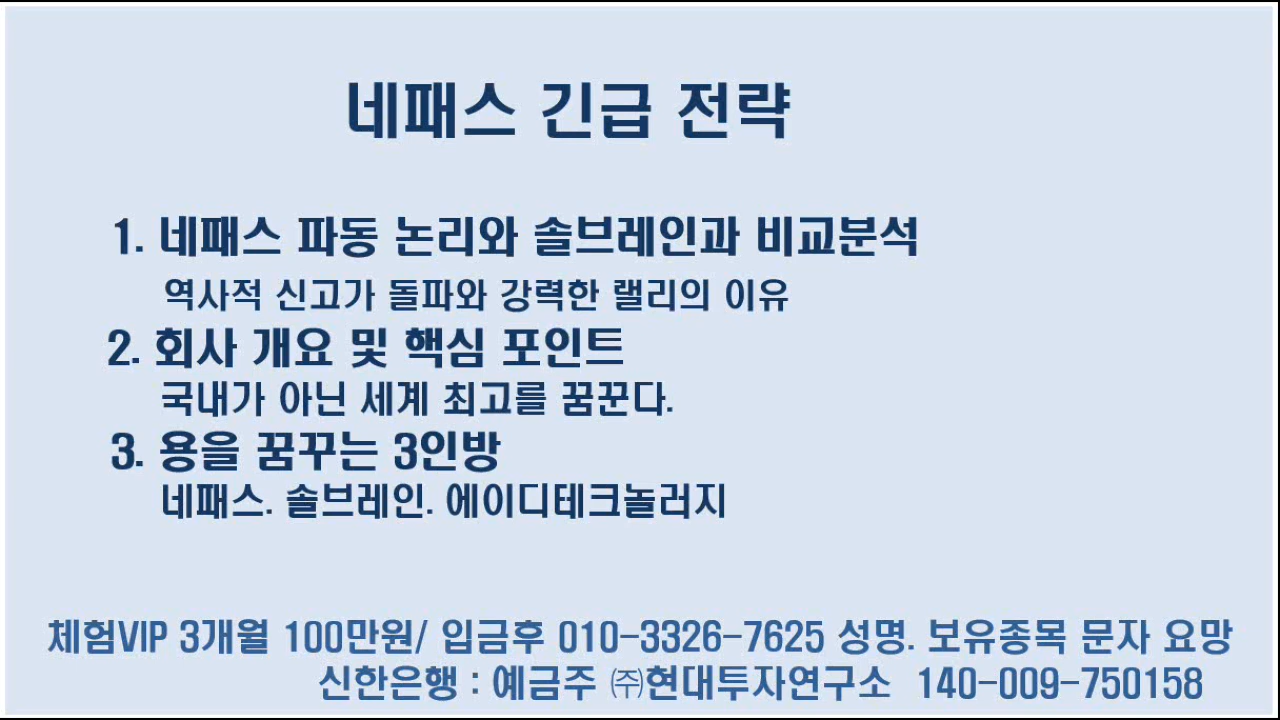 네패스 긴급 전략
1. 네패스 파동 논리와 솔브레인과 비교분석
역사적 신고가 돌파와 강력한 랠리의 이유
2. 회사 개요 및 핵심 포인트
국내가 아닌 세계 최고를 꿈꾼다.
3. 용을 꿈꾸는 3인방
네패스. 솔브레인. 에이디테크놀러지
체험VIP 3개월 100만원/ 입금후 010-3326-7625 성명. 보유종목 문자 요망
신한은행 : 예금주 ㈜현대투자연구소 140-009-750158